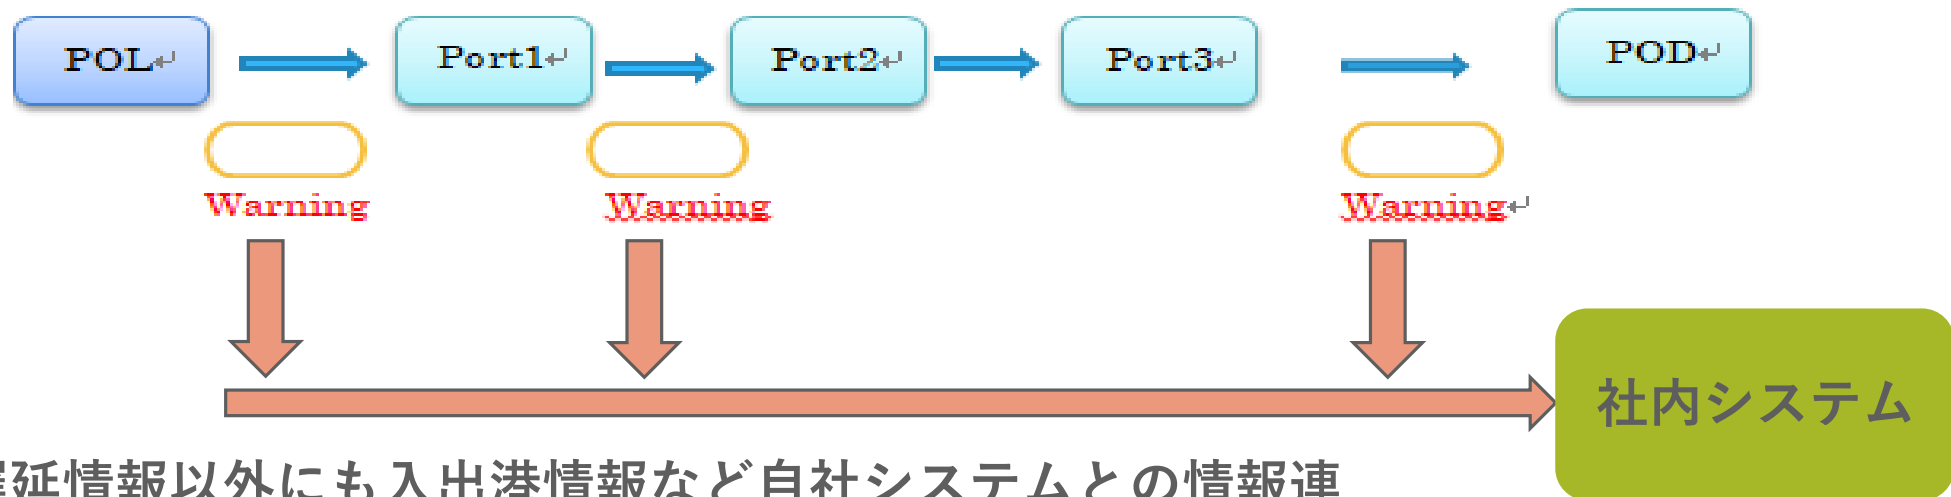 POL
Port1
Port2
Port3
POD
Warning
Warning
Warning
社内システム
遅延情報以外にも入出港情報など自社システムとの情報連